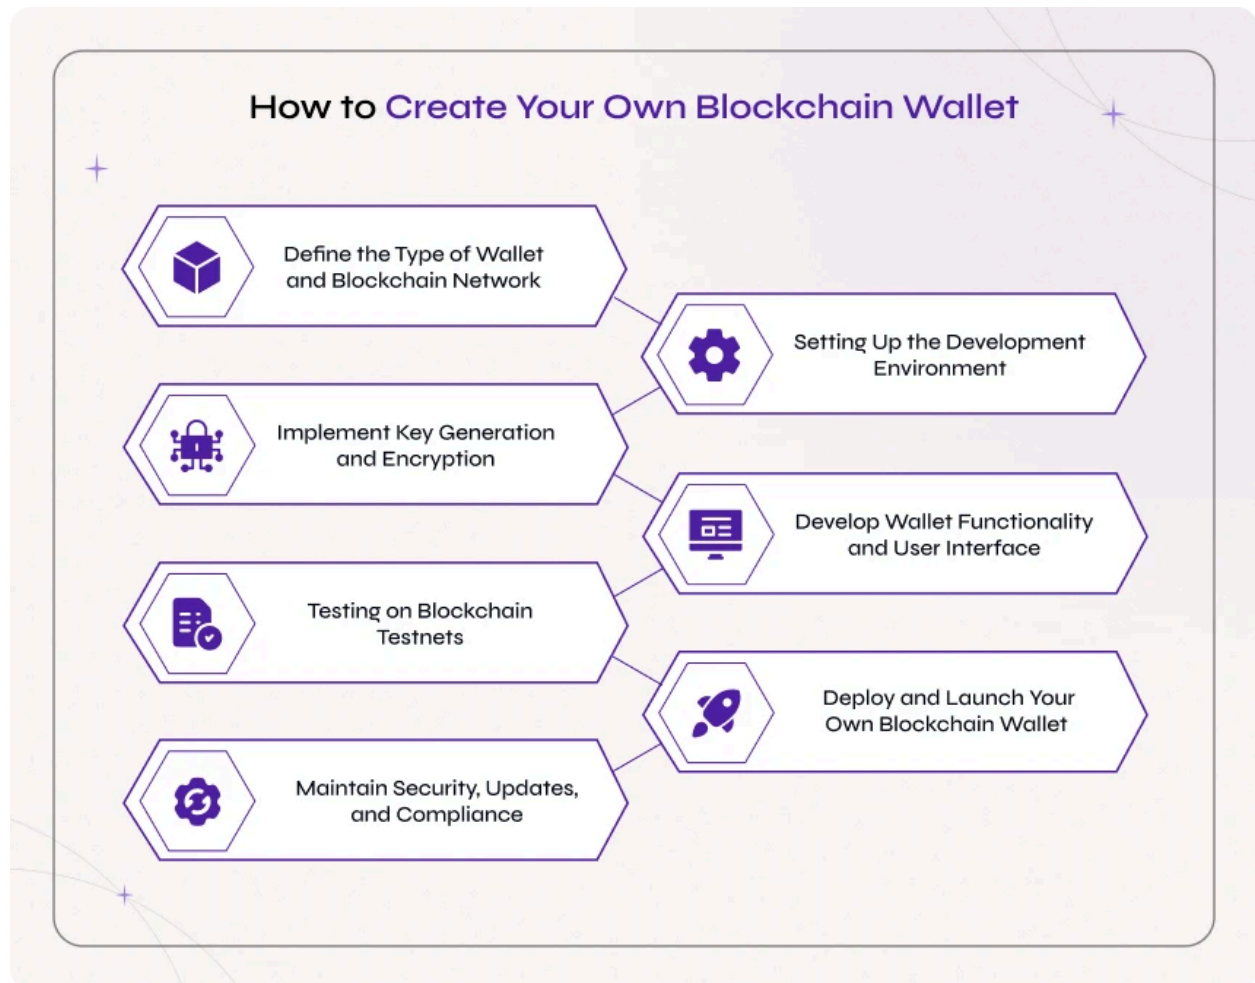 How to Create Your Own Blockchain Wallet
Define the Type of Wallet
and Blockchain Network
Setting Up the Development
Environment
Implement Key Generation
and Encryption
Develop Wallet Functionality
and User Interface
Testing on Blockchain
Testnets
Deploy and Launch Your
Own Blockchain Wallet
Maintain Security, Updates,
and Compliance